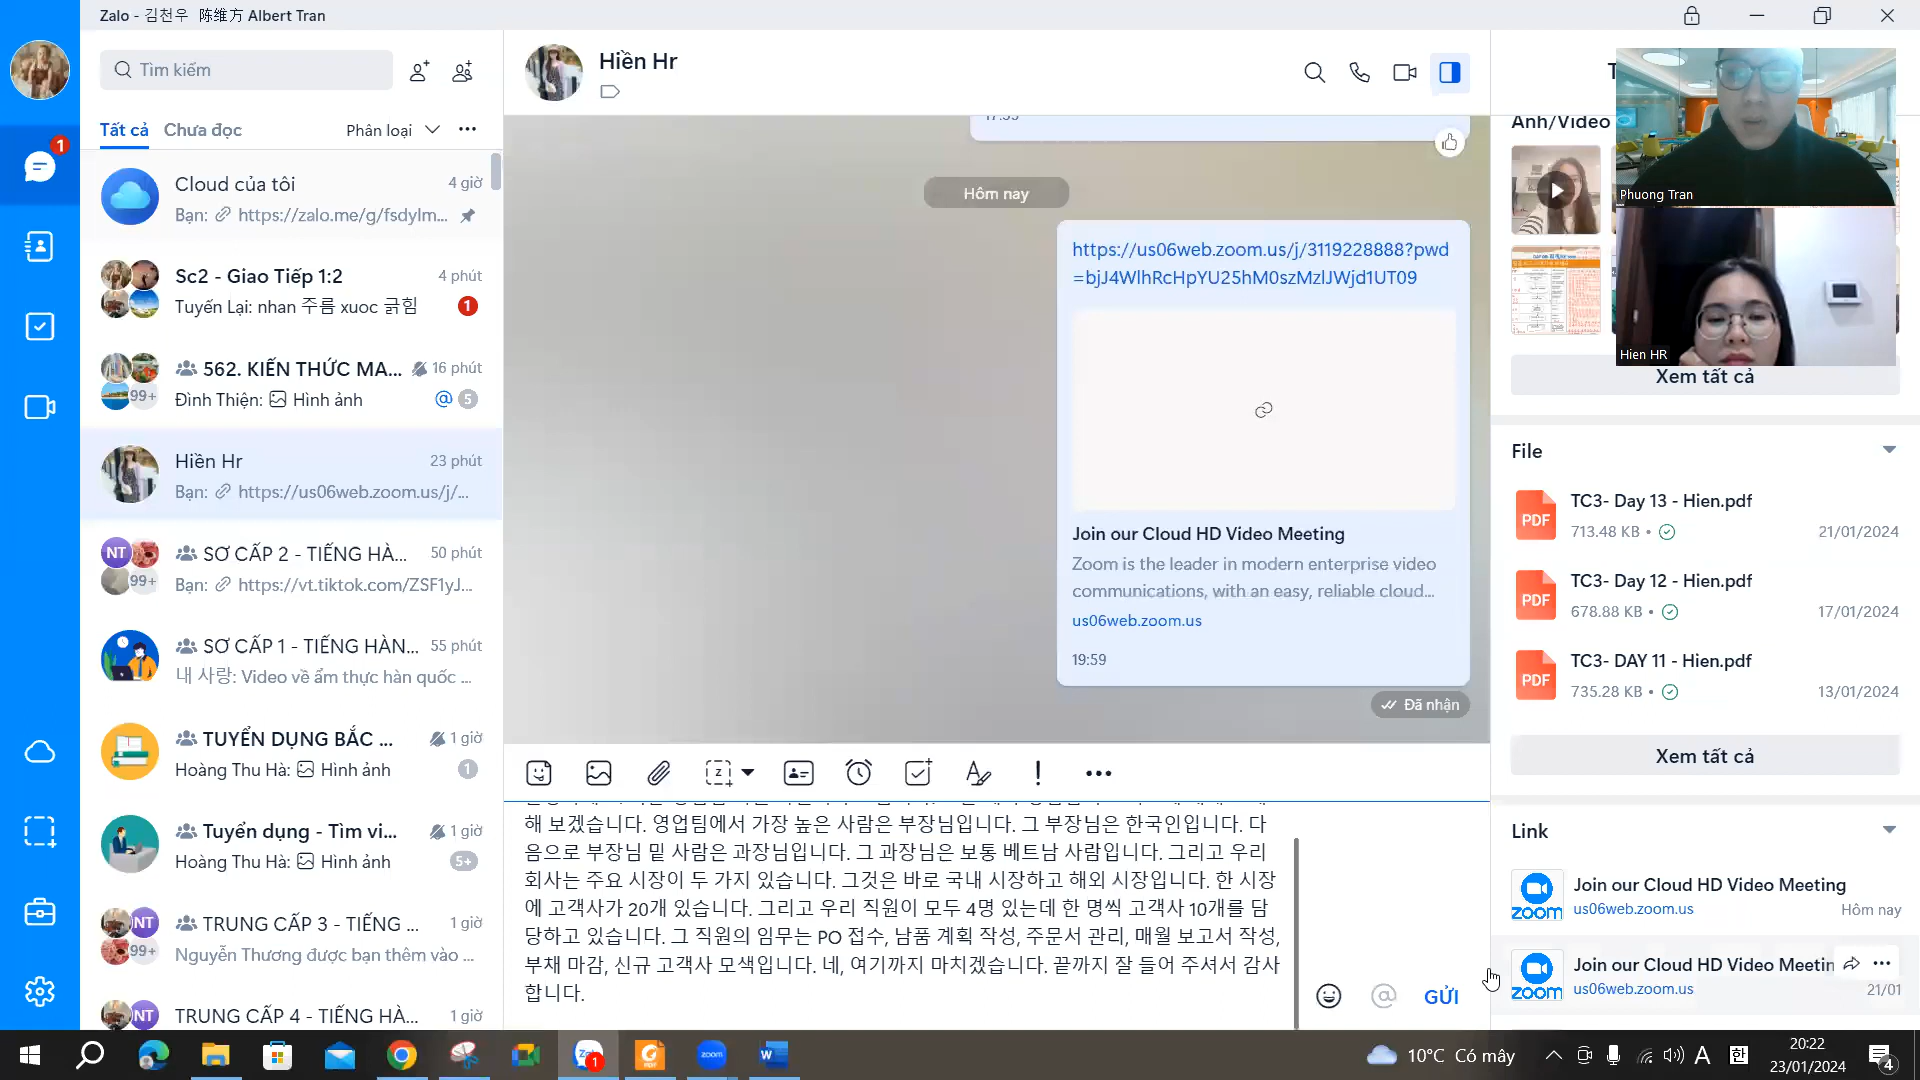 Zalo - 김천우 陈维方 Albert Tran
Tìm kiếm
Tất cả Chưa đọc Phân loại
1
Cloud của tôi 4 giờ
Bạn: https://zalo.me/g/fsdylm...
Sc2 - Giao Tiếp 1:2 4 phút
Tuyến Lại: nhan 주름 xuoc 긁힘 1
562. KIẾN THỨC MA... 16 phút
99+ Đình Thiện: Hình ảnh @ 5
Hiền Hr 23 phút
Bạn: https://us06web.zoom.us/j/...
NT SƠ CẤP 2 - TIẾNG HÀ... 50 phút
99+ Bạn: https://vt.tiktok.com/ZSF1yJ...
SƠ CẤP 1 - TIẾNG HÀN... 55 phút
내 사랑: Video về ẩm thực hàn quốc ...
TUYỂN DỤNG BẮC ... 1 giờ
Hoàng Thu Hà: Hình ảnh 1
Tuyển dụng - Tìm vi... 1 giờ
Hoàng Thu Hà: Hình ảnh 5+
NT TRUNG CẤP 3 - TIẾNG ... 1 giờ
99+ Nguyễn Thương được bạn thêm vào ...
NT TRUNG CẤP 4 - TIẾNG HÀ... 1 giờ
Hiền Hr
Hôm nay
https://us06web.zoom.us/j/3119228888?pwd
=bjJ4WlhRcHpYU25hM0szMzlJWjd1UT09
Join our Cloud HD Video Meeting
Zoom is the leader in modern enterprise video
communications, with an easy, reliable cloud...
us06web.zoom.us
19:59
Đã nhận
해 보겠습니다. 영업팀에서 가장 높은 사람은 부장님입니다. 그 부장님은 한국인입니다. 다
음으로 부장님 밑 사람은 과장님입니다. 그 과장님은 보통 베트남 사람입니다. 그리고 우리
회사는 주요 시장이 두 가지 있습니다. 그것은 바로 국내 시장하고 해외 시장입니다. 한 시장
에 고객사가 20개 있습니다. 그리고 우리 직원이 모두 4명 있는데 한 명씩 고객사 10개를 담
당하고 있습니다. 그 직원의 임무는 PO 접수, 납품 계획 작성, 주문서 관리, 매월 보고서 작성,
부채 마감, 신규 고객사 모색입니다. 네, 여기까지 마치겠습니다. 끝까지 잘 들어 주셔서 감사
합니다.
@ GỬI
Ảnh/Video
Phuong Tran
Hien HR
Xem tất cả
File
PDF TC3- Day 13 - Hien.pdf
713.48 KB • 21/01/2024
PDF TC3- Day 12 - Hien.pdf
678.88 KB • 17/01/2024
PDF TC3- DAY 11 - Hien.pdf
735.28 KB • 13/01/2024
Xem tất cả
Link
zoom Join our Cloud HD Video Meeting
us06web.zoom.us Hôm nay
zoom Join our Cloud HD Video Meetin
us06web.zoom.us 21/01
1 zoom 10°C Có mây A 한 20:22
23/01/2024 4